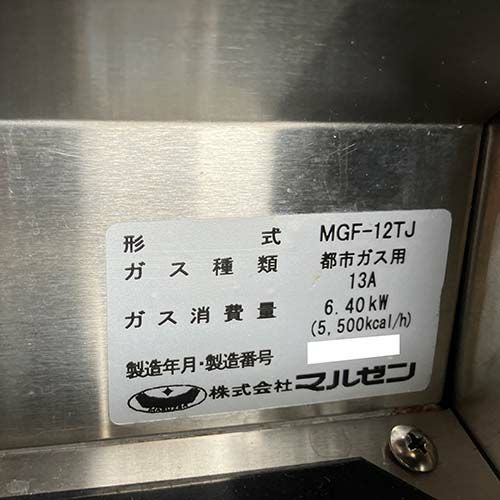 形 式 MGF-12TJ
ガス種類 都市ガス用
13A
ガス消費量 6.40kW
(5,500kcal/h)
製造年月・製造番号
MARUZEN 株式会社 マルゼン